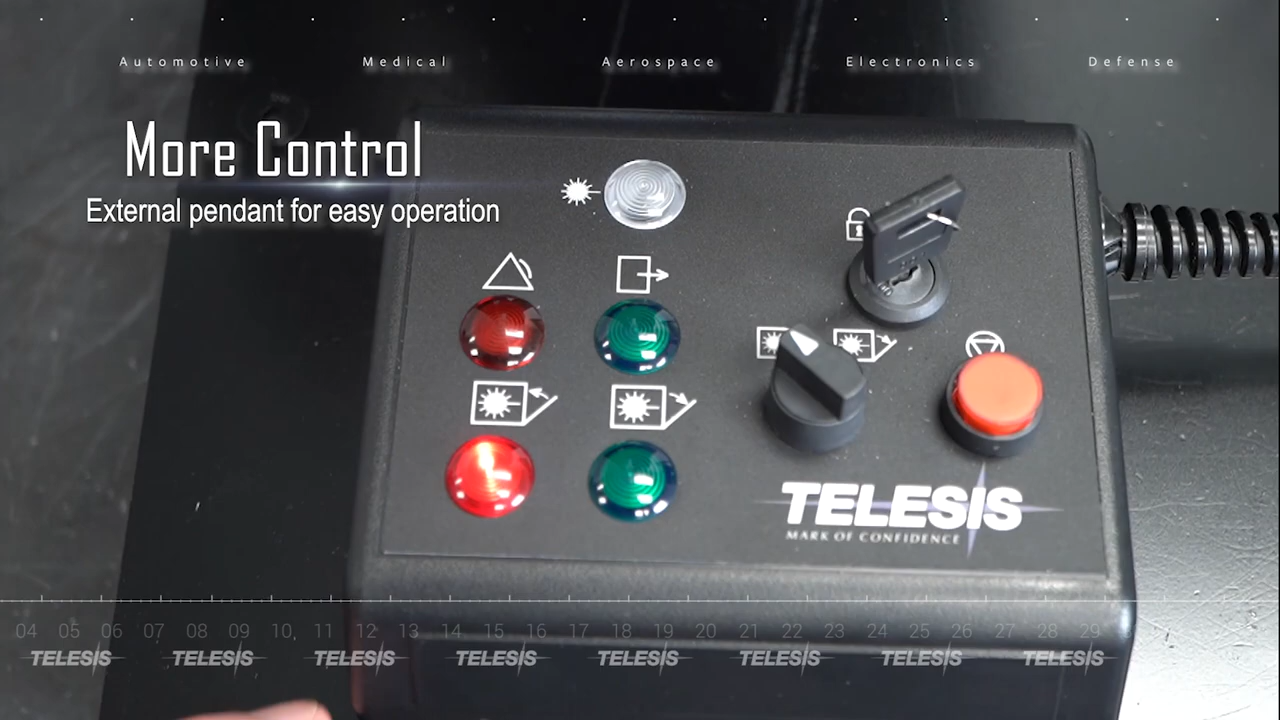 Automotive Medical Aerospace Electronics Defense
More Control
External pendant for easy operation
TELESIS
MARK OF CONFIDENCE
04 05 06 07 08 09 10 11 12 13 14 15 16 17 18 19 20 21 22 23 24 25 26 27 28 29
TELESIS TELESIS TELESIS TELESIS TELESIS TELESIS TELESIS TELESIS